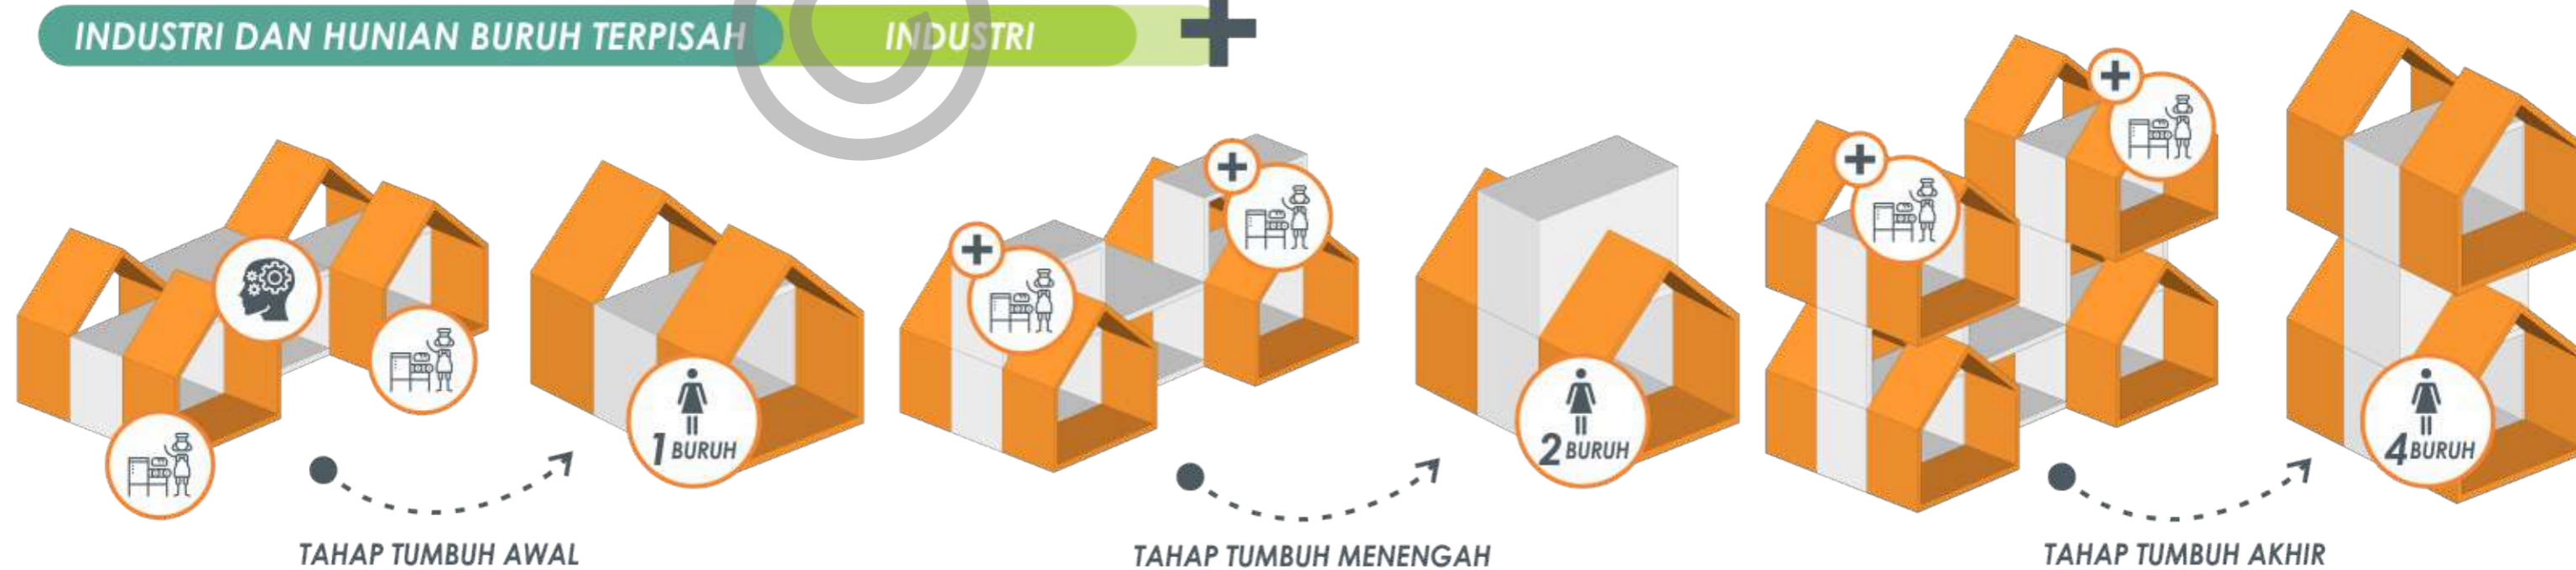 INDUSTRI DAN HUNIAN BURUH TERPISAH
INDUSTRI
1 BURUH
2 BURUH
4 BURUH
TAHAP TUMBUH AWAL
TAHAP TUMBUH MENENGAH
TAHAP TUMBUH AKHIR